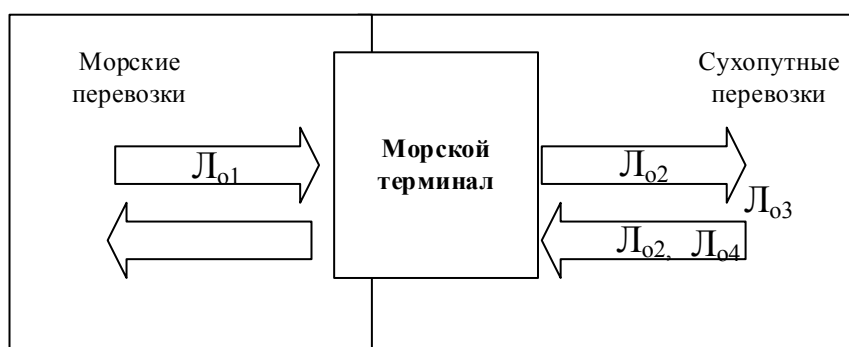 Морские
перевозки
Сухопутные
перевозки
Морской
терминал
Ло1
Ло2
Ло3
Ло2, Ло4